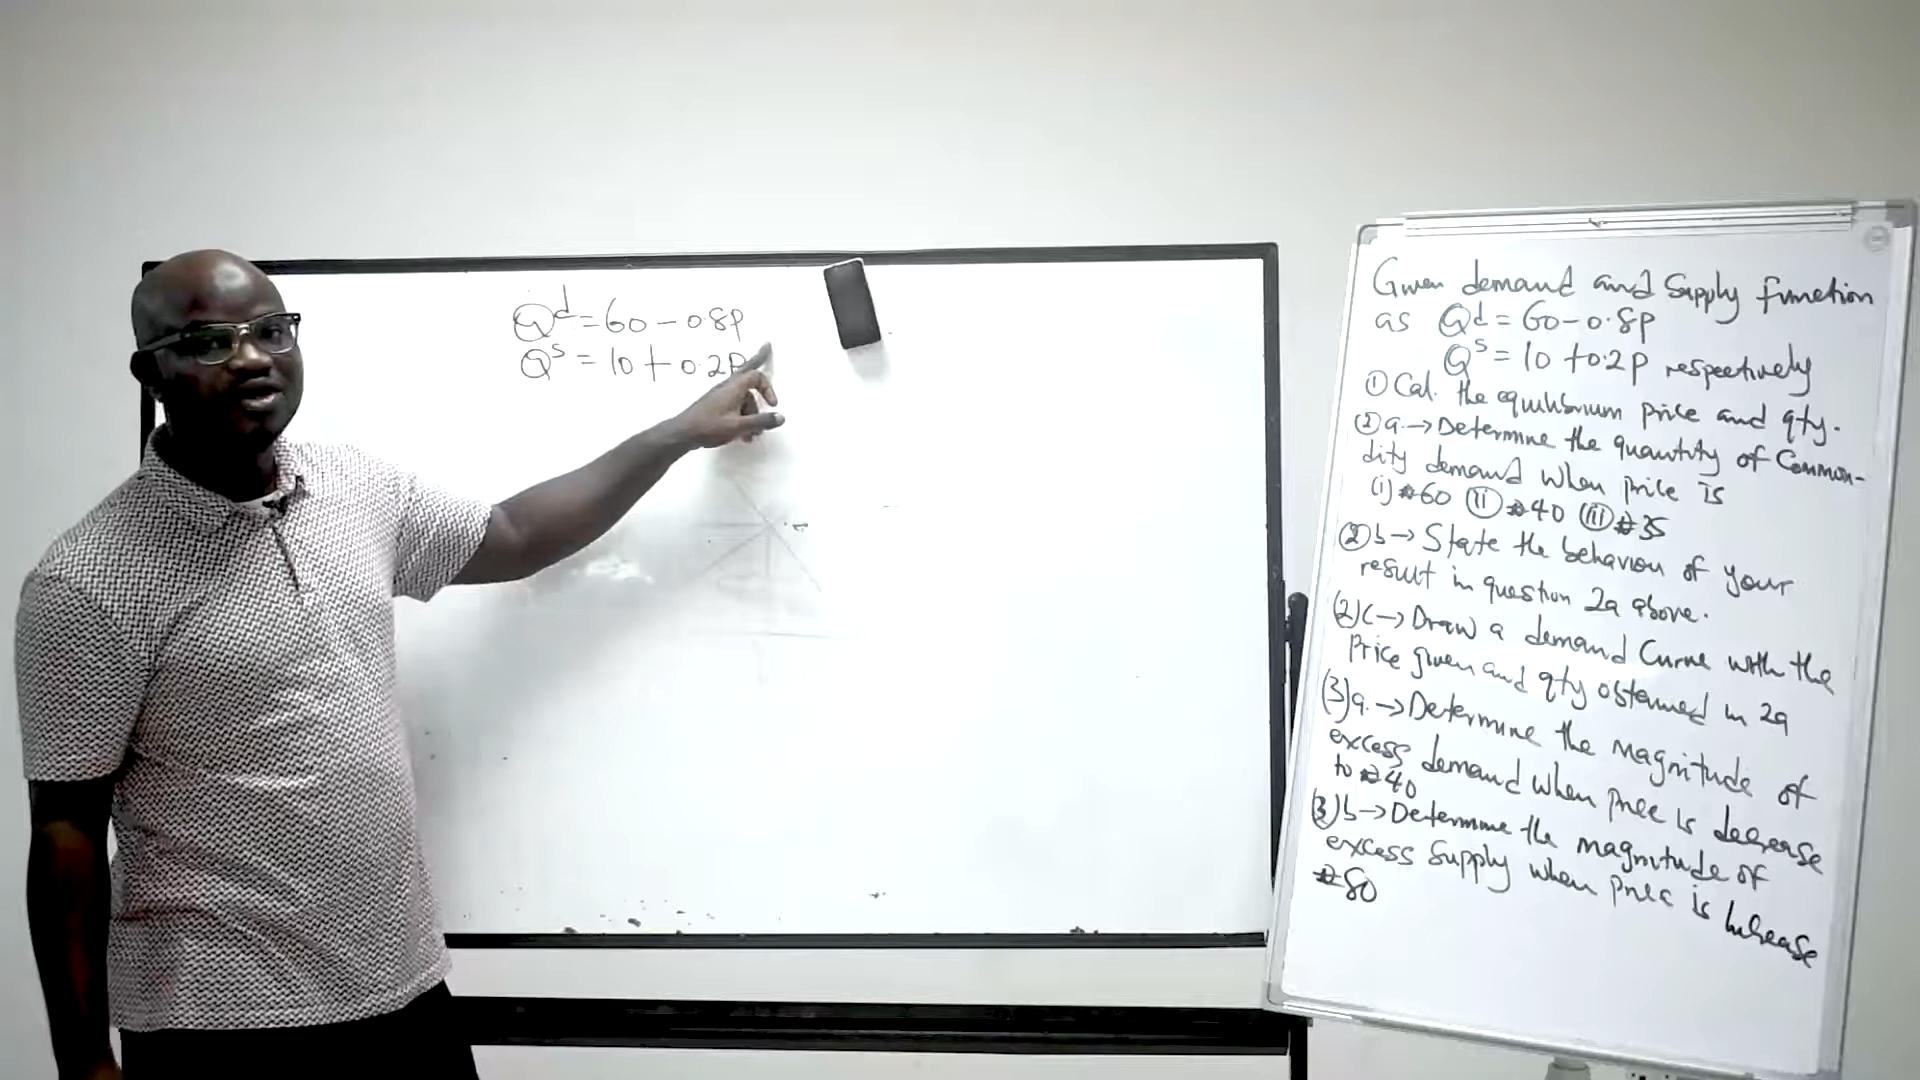 Qd = 60 - 0.8p
Qs = 10 + 0.2p
Given demand and Supply function
as Qd = 60 - 0.8p
Qs = 10 + 0.2p respectively
① Cal. the equilibrium price and qty.
② a. → Determine the quantity of Common-
dity demand when price is
(i) ₦60 (ii) ₦40 (iii) ₦35
② b → State the behaviou of your
result in question 2a above.
(2) c → Draw a demand Curve with the
Price given and qty obtained in 2a
(3) a. → Determine the magnitude of
excess demand when price is decrease
to ₦40
(3) b → Determine the magnitude of
excess Supply when price is increase
₦80